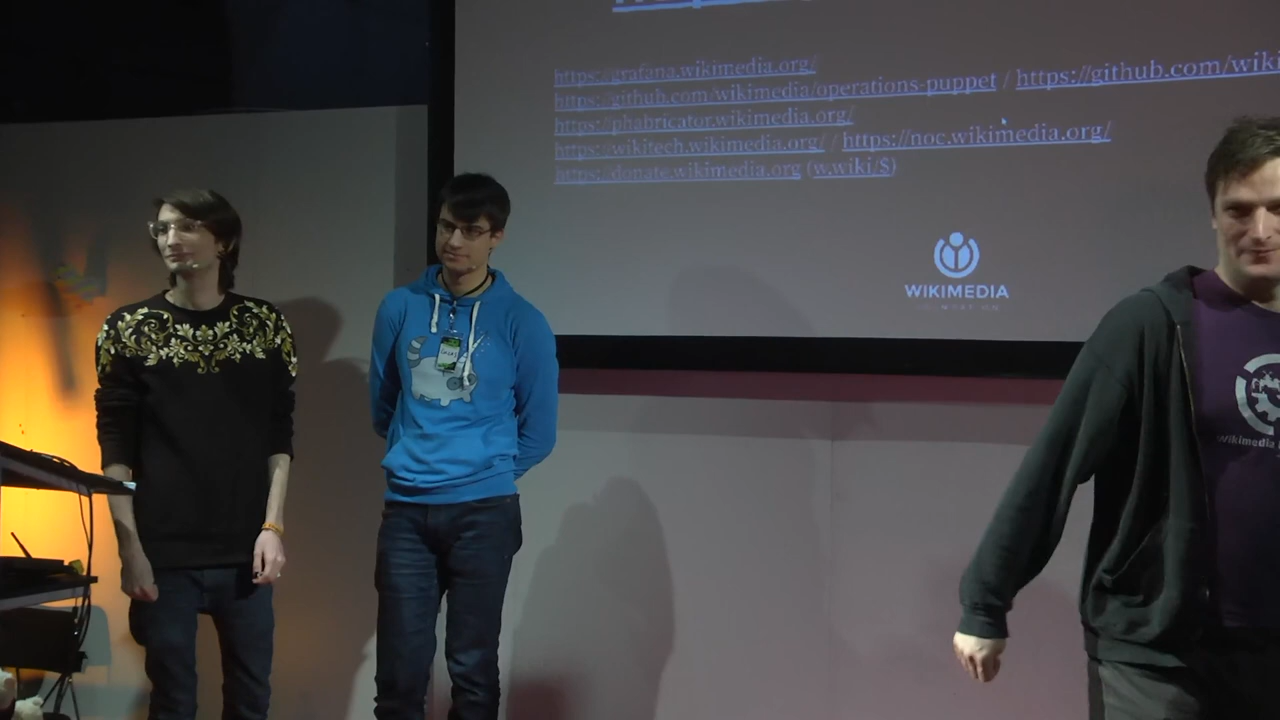 https://grafana.wikimedia.org/
https://github.com/wikimedia/operations-puppet / https://github.com/wiki
https://phabricator.wikimedia.org/
https://wikitech.wikimedia.org/ / https://noc.wikimedia.org/
https://donate.wikimedia.org (w.wiki/$)
WIKIMEDIA
Wikimedia